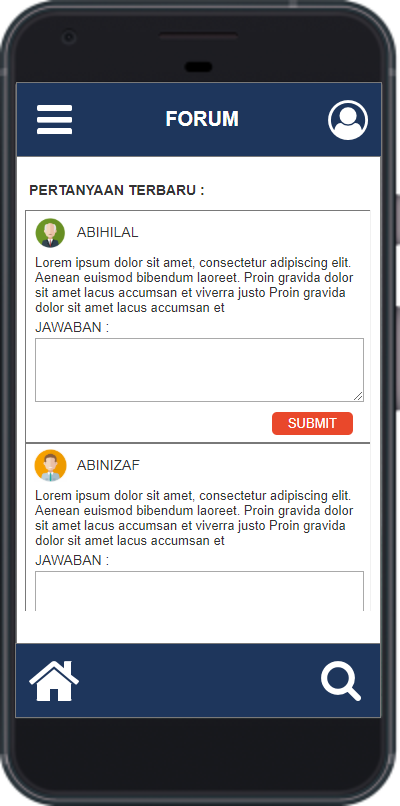 FORUM
PERTANYAAN TERBARU :
ABIHILAL
Lorem ipsum dolor sit amet, consectetur adipiscing elit.
Aenean euismod bibendum laoreet. Proin gravida dolor
sit amet lacus accumsan et viverra justo Proin gravida
dolor sit amet lacus accumsan et
JAWABAN :
SUBMIT
ABINIZAF
Lorem ipsum dolor sit amet, consectetur adipiscing elit.
Aenean euismod bibendum laoreet. Proin gravida dolor
sit amet lacus accumsan et viverra justo Proin gravida
dolor sit amet lacus accumsan et
JAWABAN :